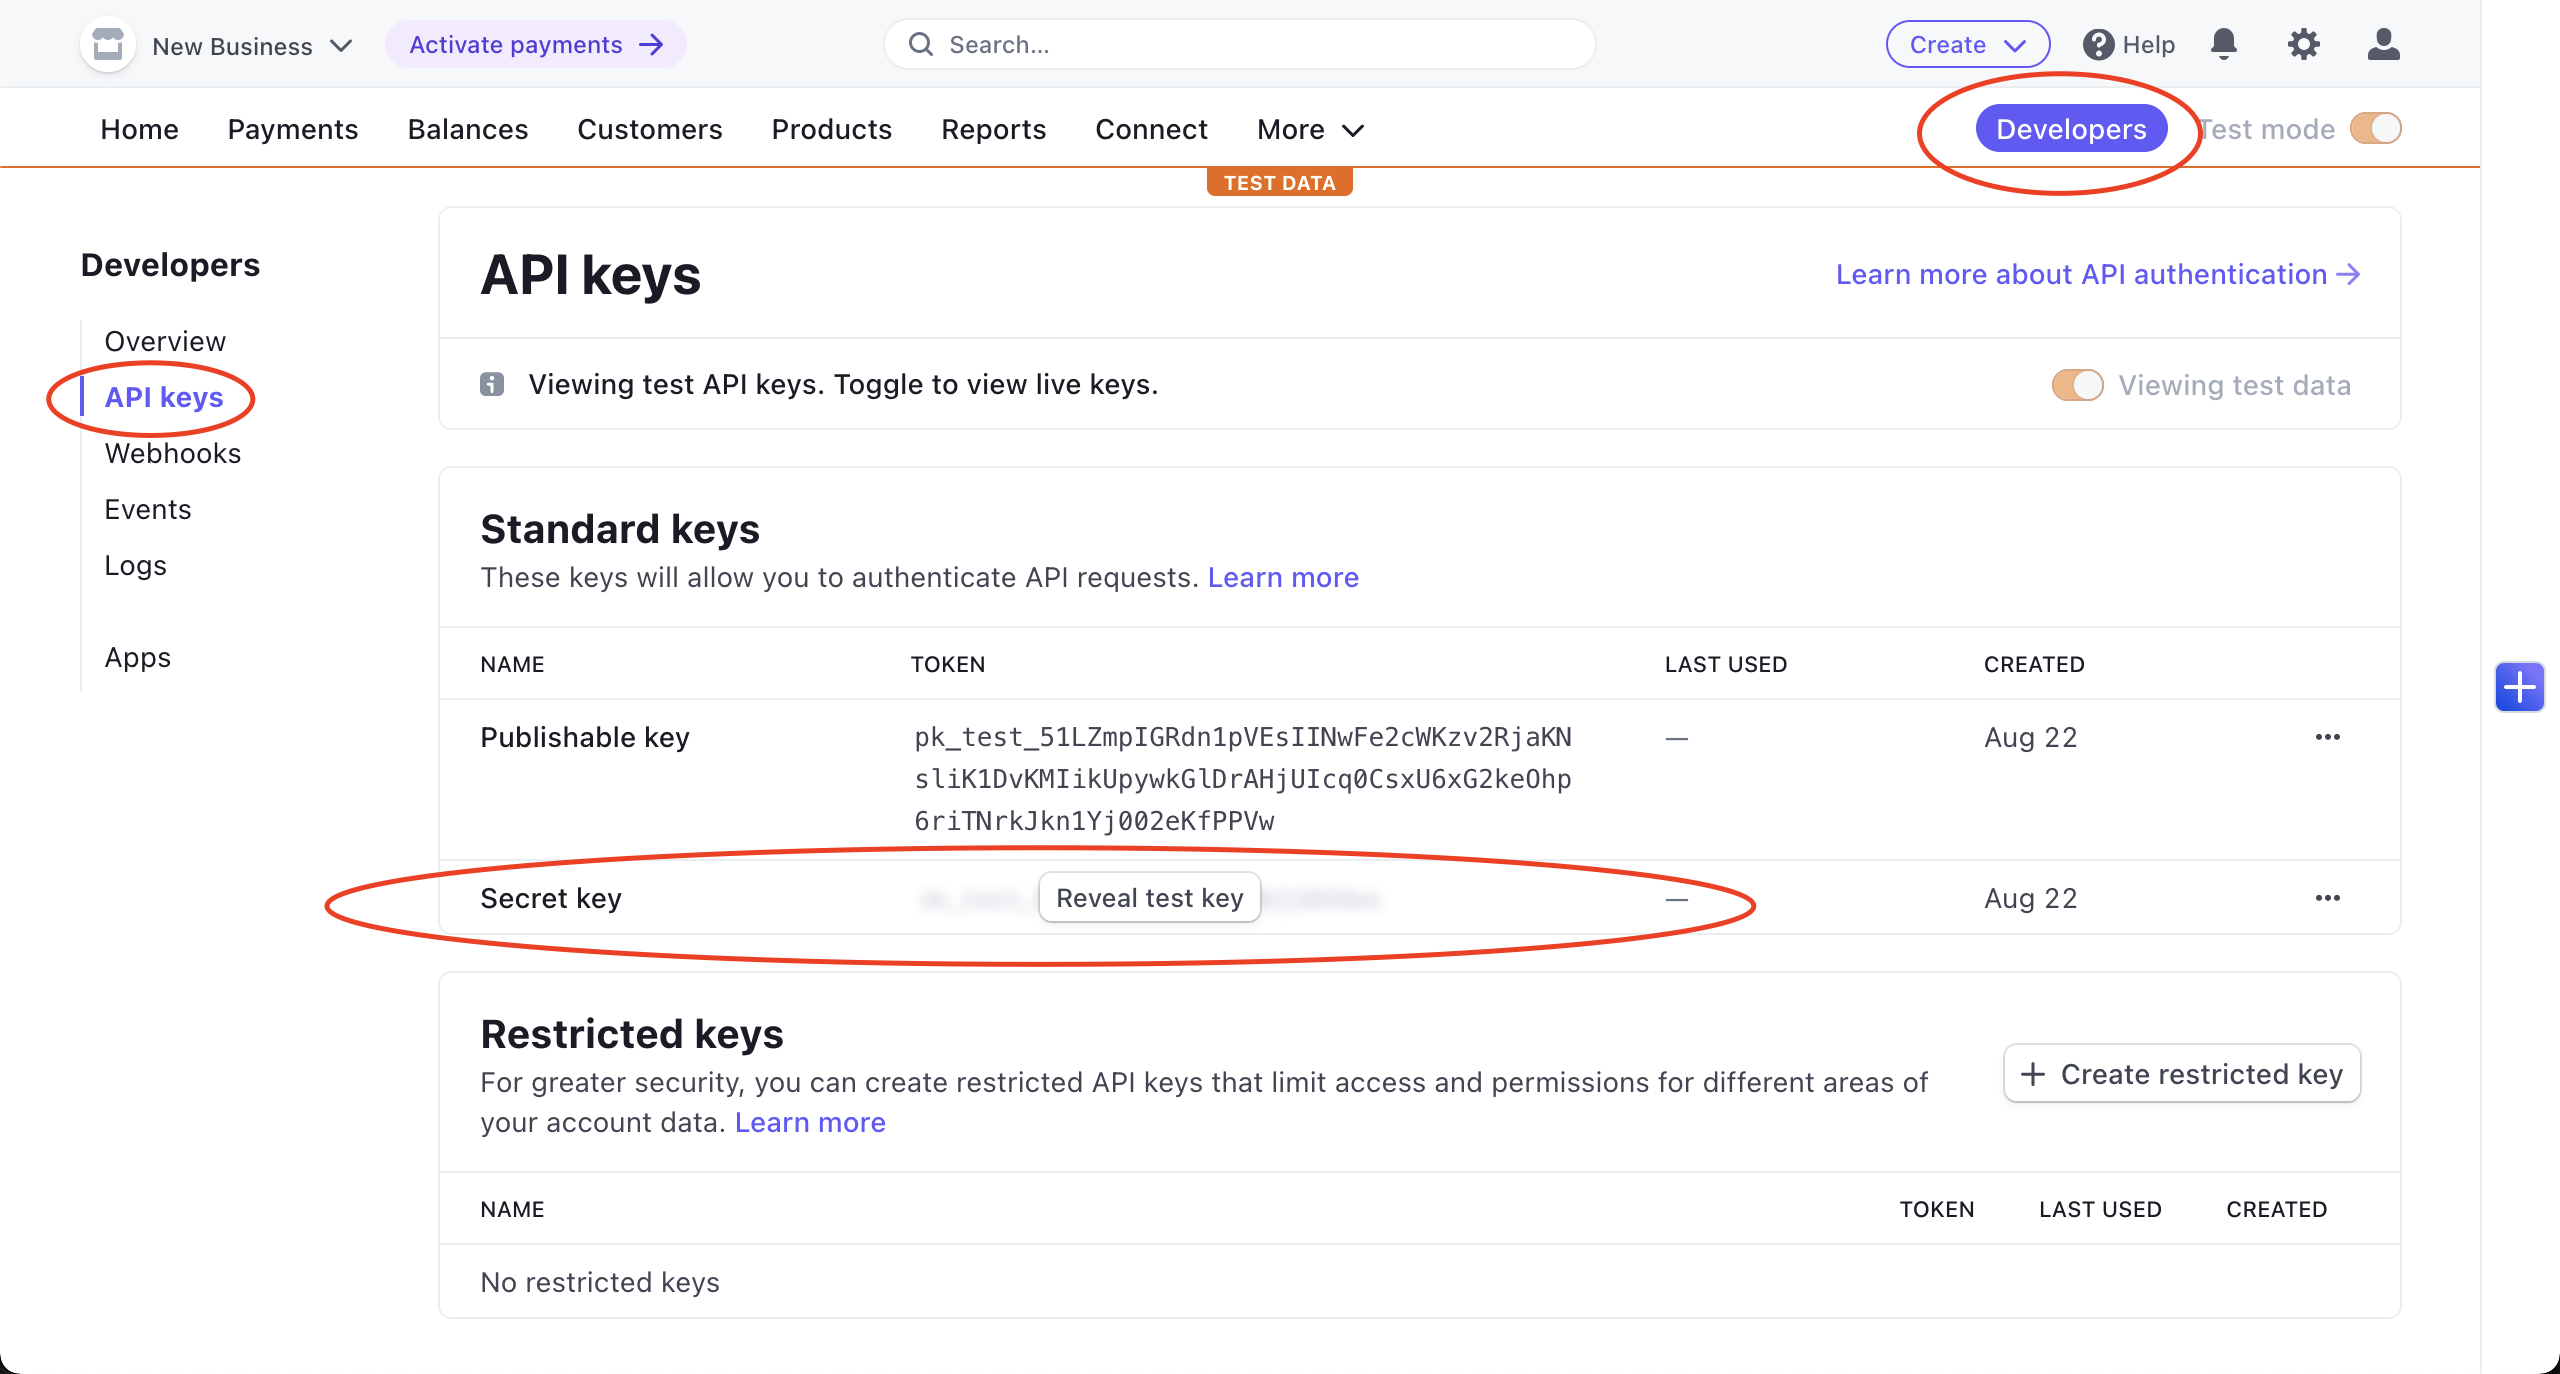 New Business
Activate payments →
Search...
Create
Help
Home
Payments
Balances
Customers
Products
Reports
Connect
More
Developers
Test mode
TEST DATA
Developers
Overview
API keys
Webhooks
Events
Logs
Apps
API keys
Learn more about API authentication →
Viewing test API keys. Toggle to view live keys.
Viewing test data
Standard keys
These keys will allow you to authenticate API requests. Learn more
NAME TOKEN LAST USED CREATED
Publishable key
pk_test_51LZmpIGRdn1pVEsIINwFe2cWKzv2RjaKN
sliK1DvKMIikUpywkGlDrAHjUIcq0CsxU6xG2keOhp
6riTNrkJkn1Yj002eKfPPVw
—
Aug 22
•••
Secret key
Reveal test key
—
Aug 22
•••
Restricted keys
For greater security, you can create restricted API keys that limit access and permissions for different areas of
your account data. Learn more
+ Create restricted key
NAME TOKEN LAST USED CREATED
No restricted keys